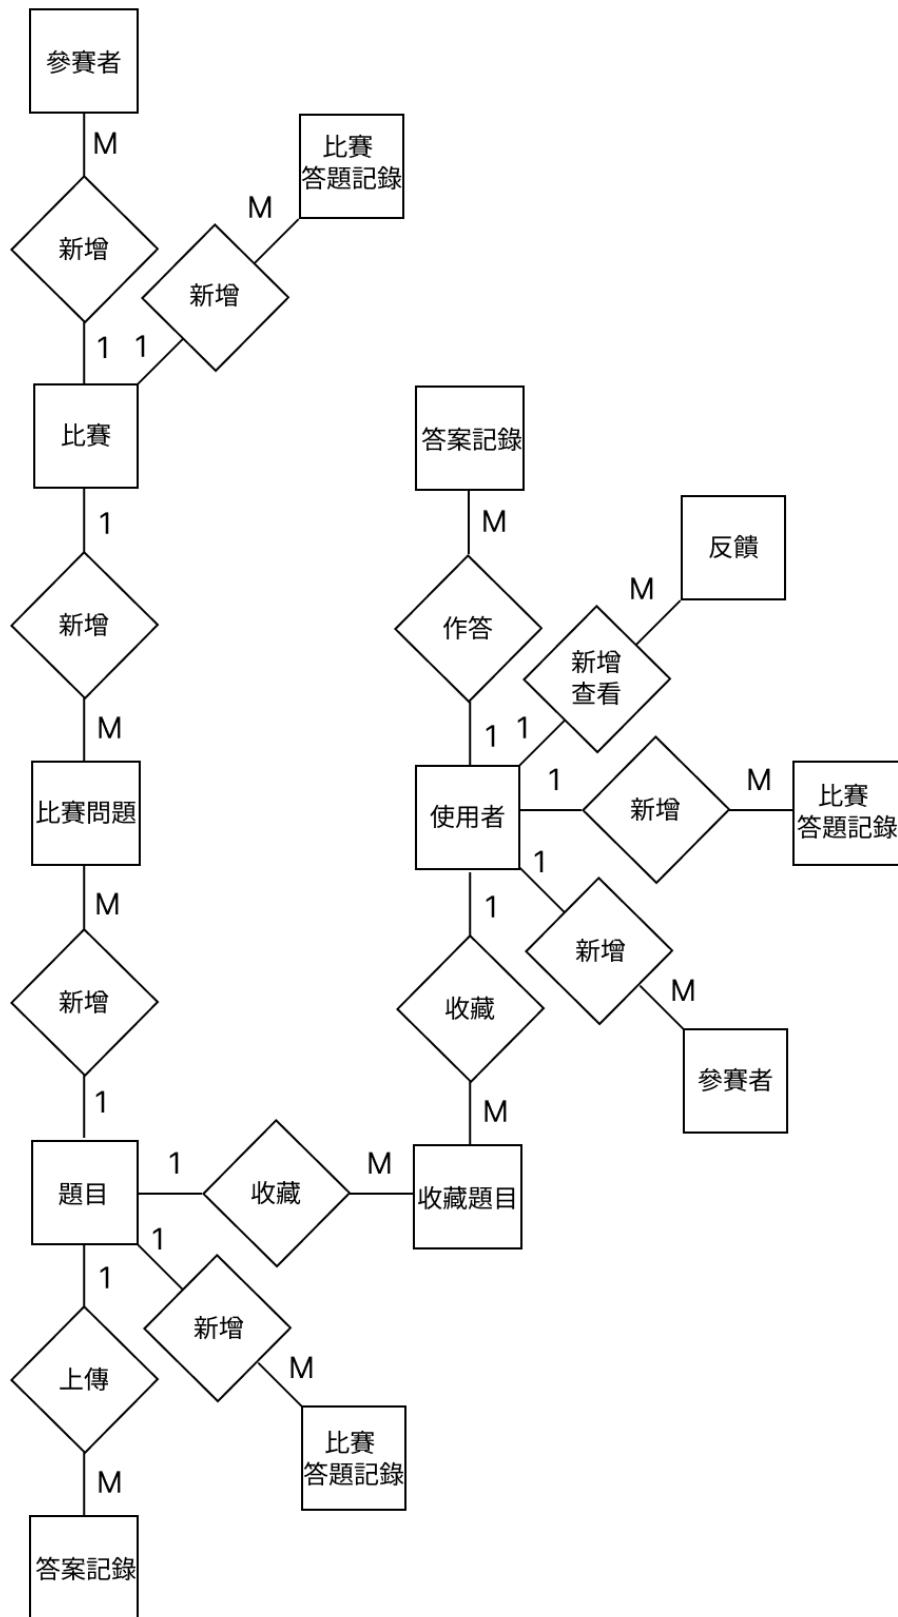 參賽者
M
比賽
答題記錄
M
新增
新增
1
1
比賽
答案記錄
1
M
反饋
M
新增
作答
新增
查看
M
1
1
比賽問題
使用者
1
新增
M
比賽
答題記錄
1
M
1
新增
新增
收藏
M
1
M
參賽者
題目
1
收藏
M
收藏題目
1
1
新增
上傳
M
比賽
答題記錄
M
答案記錄